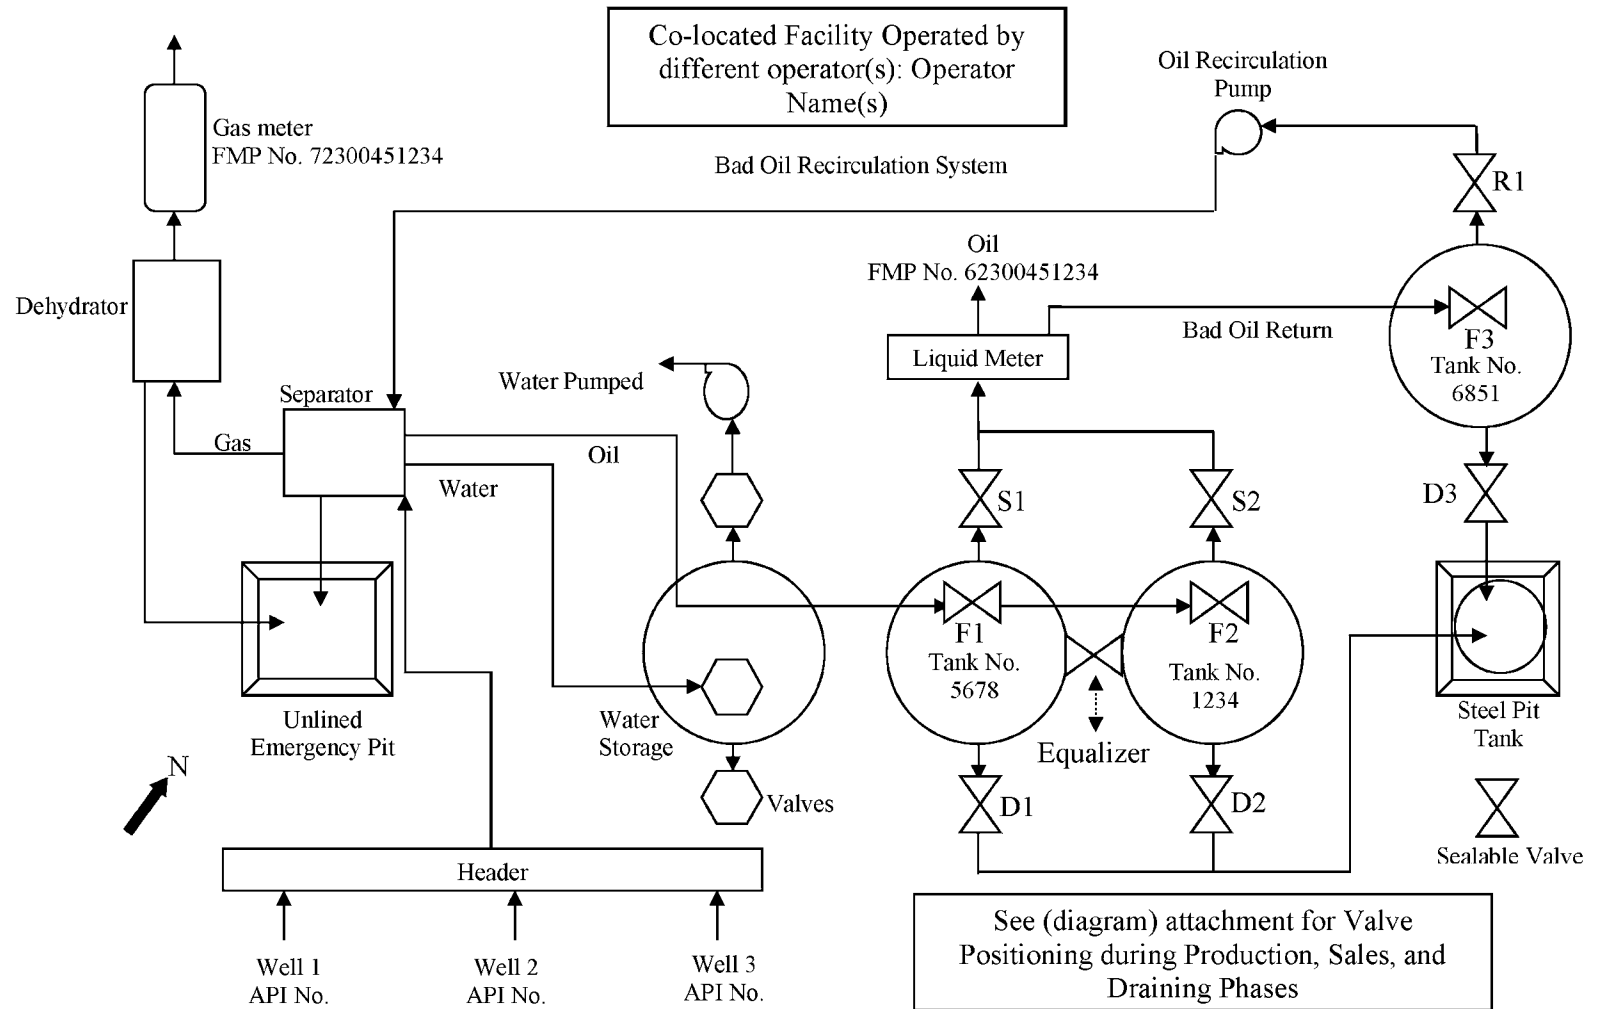 Co-located Facility Operated by
different operator(s): Operator
Name(s)
Oil Recirculation
Pump
Gas meter
FMP No. 72300451234
Bad Oil Recirculation System
R1
Oil
FMP No. 62300451234
Dehydrator
Bad Oil Return
F3
Tank No.
6851
Liquid Meter
Water Pumped
Separator
Gas
Oil
Water
S1
S2
D3
F1
Tank No.
5678
F2
Tank No.
1234
Unlined
Emergency Pit
Water
Storage
Steel Pit
Tank
Equalizer
N
Valves
D1
D2
Sealable Valve
Header
See (diagram) attachment for Valve
Positioning during Production, Sales, and
Draining Phases
Well 1
API No.
Well 2
API No.
Well 3
API No.